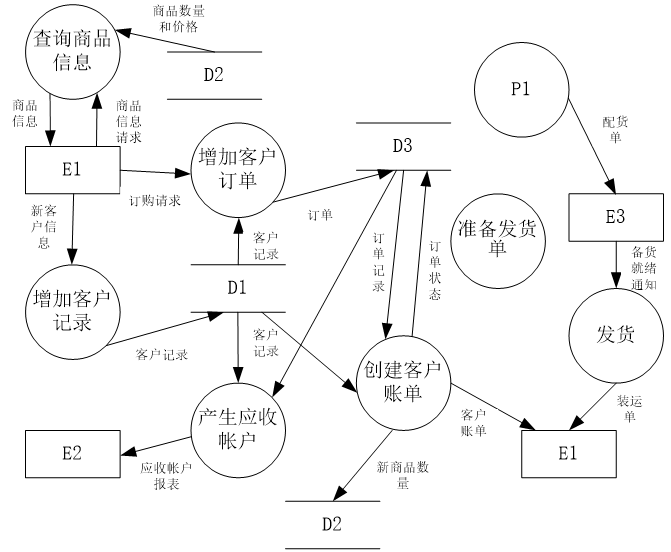 商品数量
和价格
查询商品
信息
D2
P1
商品
信息
商品
信息
请求
配货
单
E1
增加客户
订单
D3
订购请求
订单
新客
户信
息
客户
记录
订
单
记
录
订
单
状
态
准备发货
单
E3
备货
就绪
通知
增加客户
记录
D1
客户记录
客户
记录
发货
创建客户
账单
产生应收
帐户
客户
账单
装运
单
E2
应收帐户
报表
新商品数
量
E1
D2